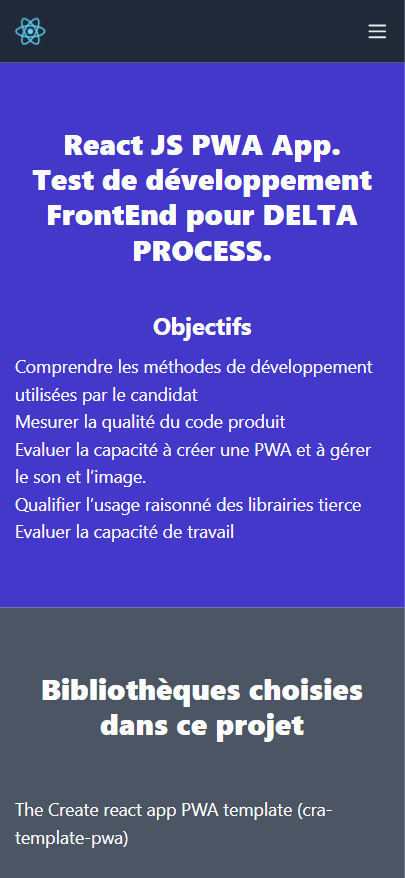 React JS PWA App.
Test de développement
FrontEnd pour DELTA
PROCESS.
Objectifs
Comprendre les méthodes de développement
utilisées par le candidat
Mesurer la qualité du code produit
Evaluer la capacité à créer une PWA et à gérer
le son et l’image.
Qualifier l’usage raisonné des librairies tierce
Evaluer la capacité de travail
Bibliothèques choisies
dans ce projet
The Create react app PWA template (cra-
template-pwa)